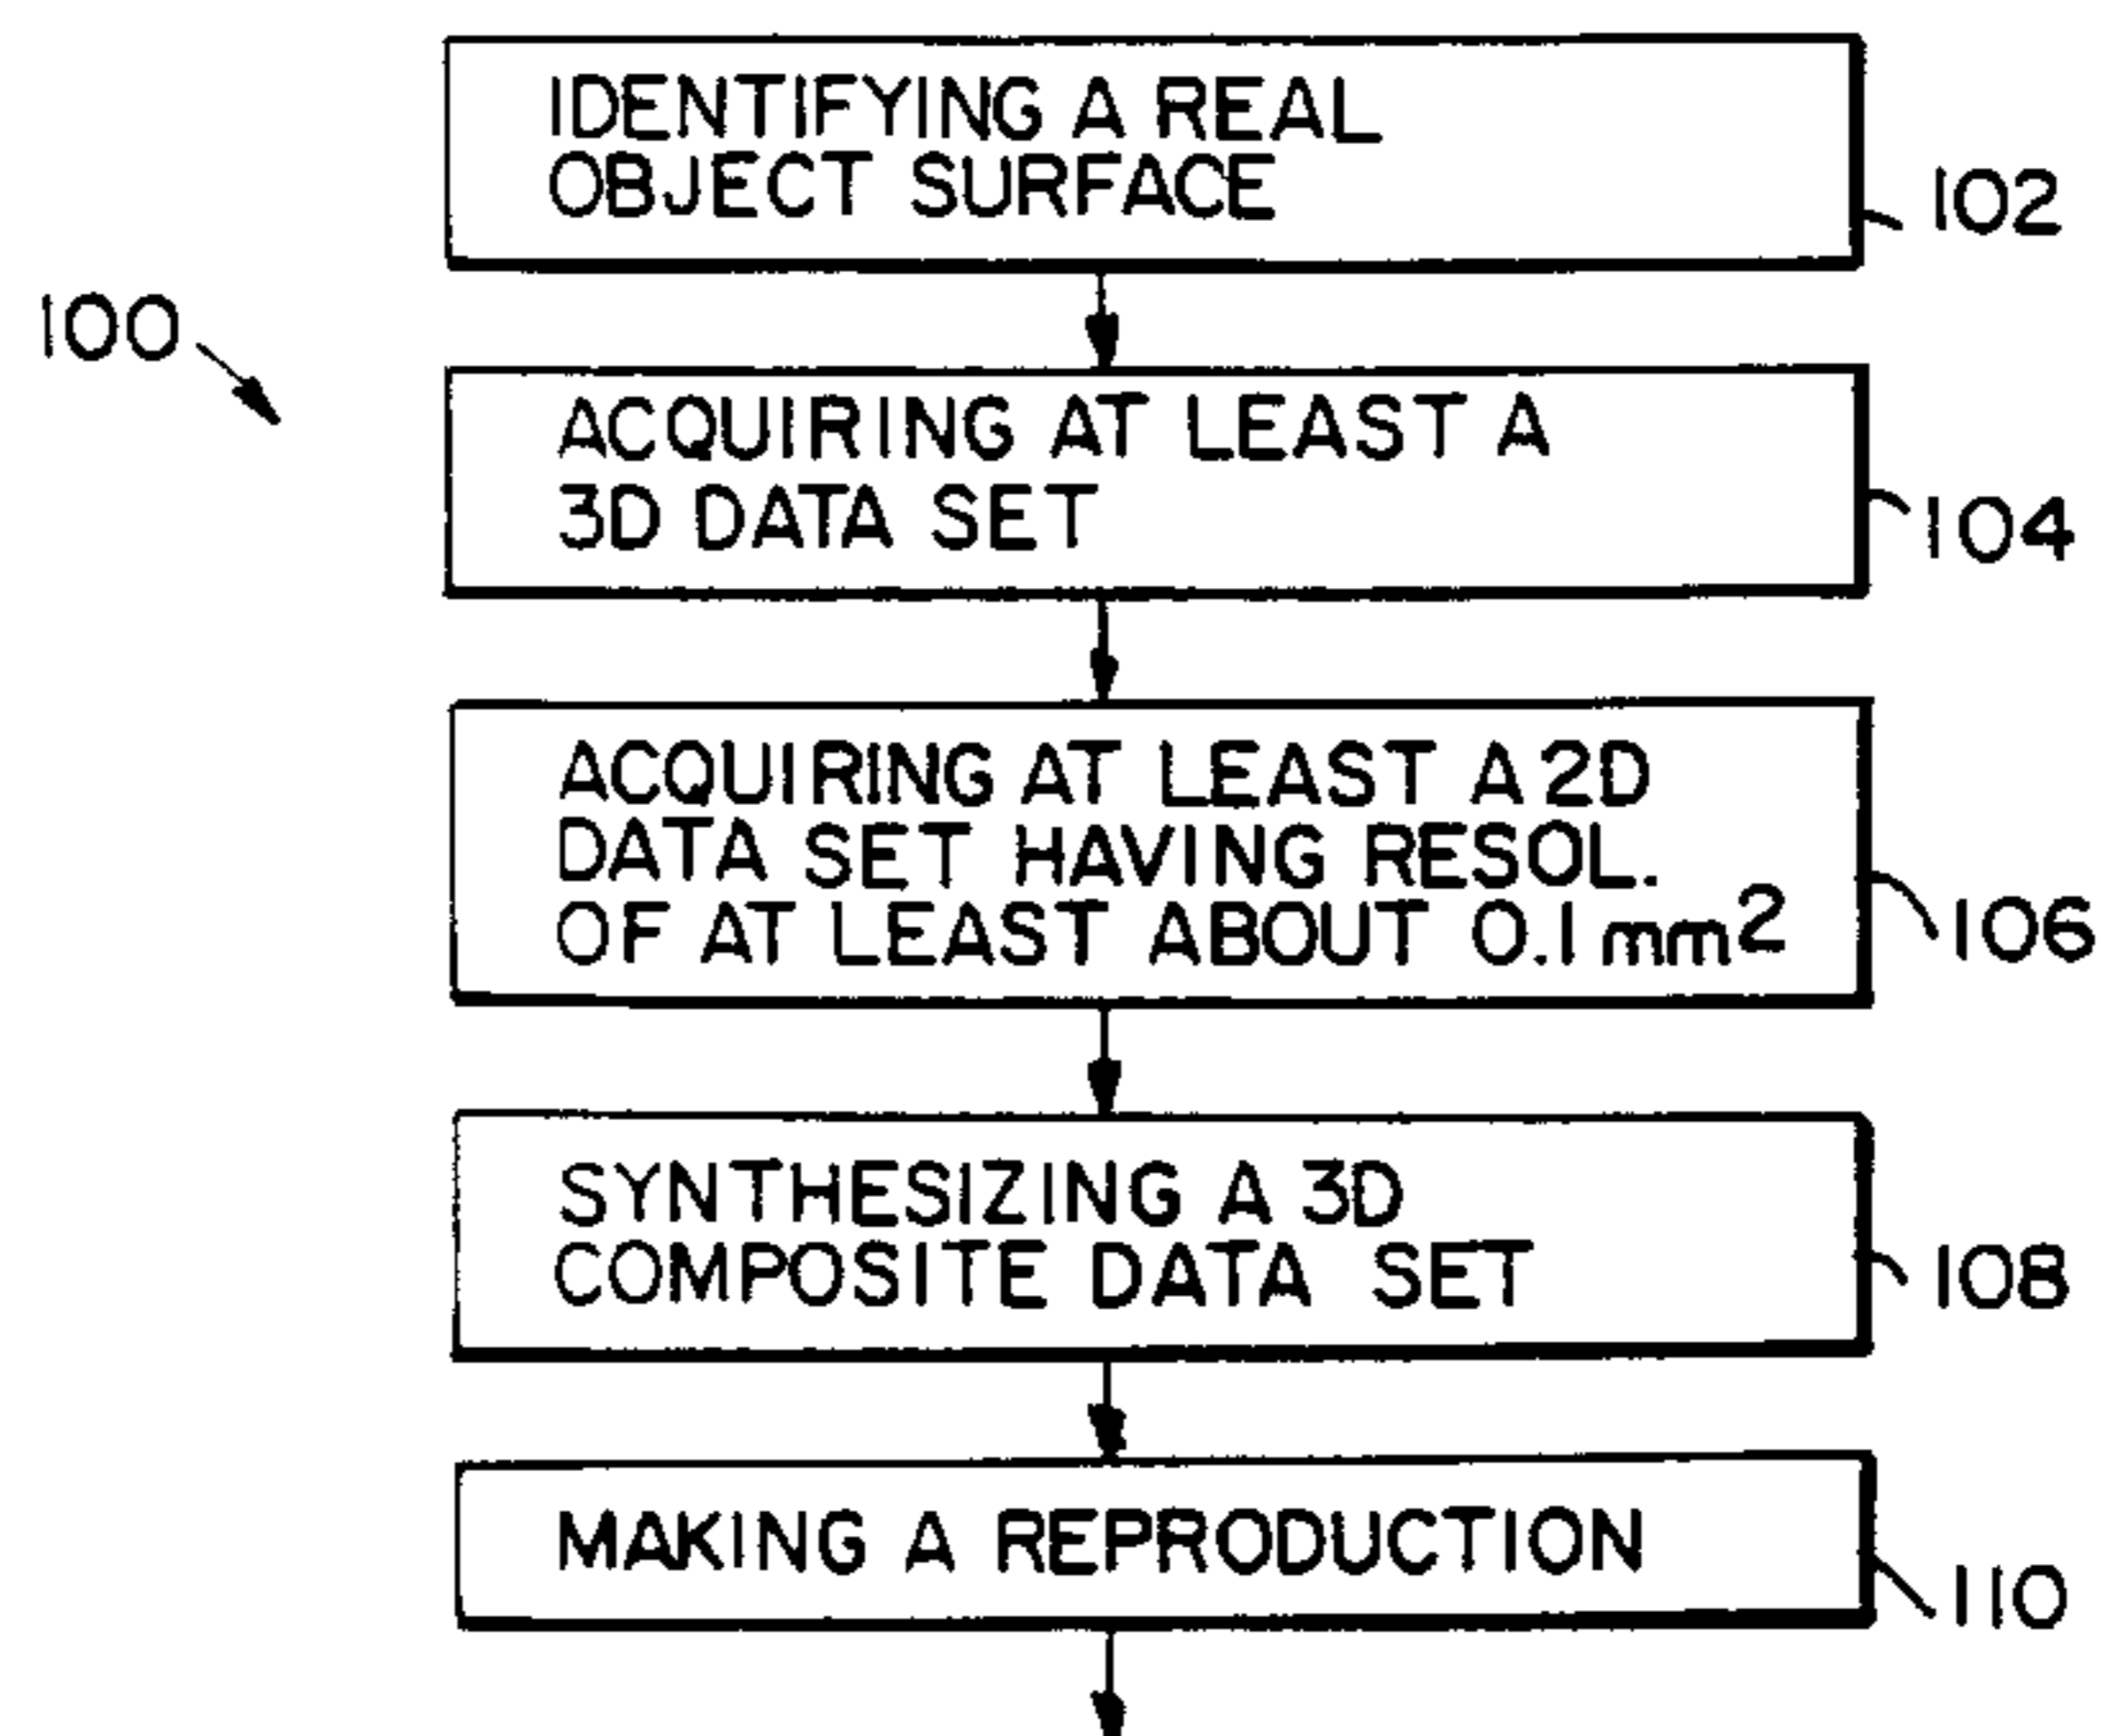 IDENTIFYING A REAL
OBJECT SURFACE
102
100
ACQUIRING AT LEAST A
3D DATA SET
104
ACQUIRING AT LEAST A 2D
DATA SET HAVING RESOL.
OF AT LEAST ABOUT 0.1 mm²
106
SYNTHESIZING A 3D
COMPOSITE DATA SET
108
MAKING A REPRODUCTION
110